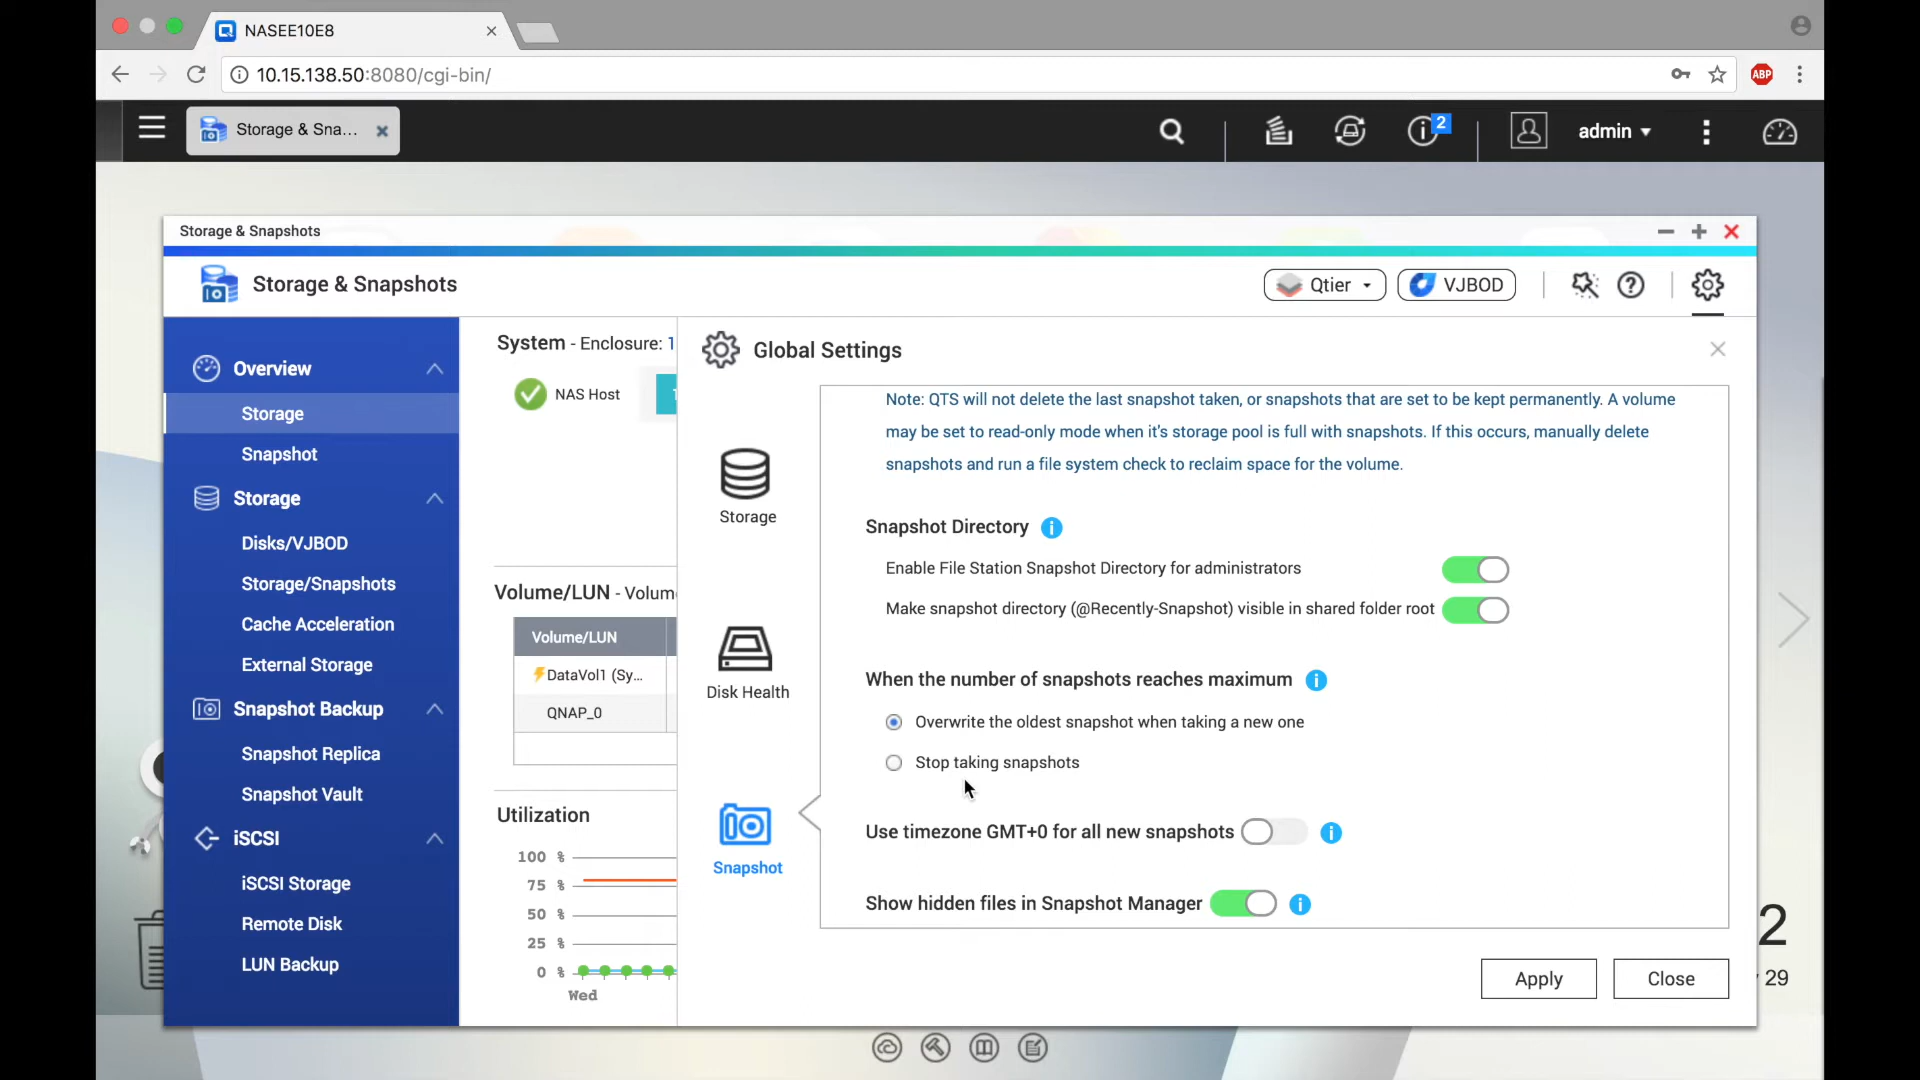 NASEE10E8
10.15.138.50:8080/cgi-bin/
ABP
Storage & Sna...
2
admin
Storage & Snapshots
Storage & Snapshots
Qtier
VJBOD
Overview
Storage
Snapshot
Storage
Disks/VJBOD
Storage/Snapshots
Cache Acceleration
External Storage
Snapshot Backup
Snapshot Replica
Snapshot Vault
iSCSI
iSCSI Storage
Remote Disk
LUN Backup
System - Enclosure: 1
NAS Host
Volume/LUN - Volum
Volume/LUN
DataVol1 (Sy...
QNAP_0
Utilization
100 %
75 %
50 %
25 %
0 %
Wed
Global Settings
Storage
Disk Health
Snapshot
Note: QTS will not delete the last snapshot taken, or snapshots that are set to be kept permanently. A volume
may be set to read-only mode when it's storage pool is full with snapshots. If this occurs, manually delete
snapshots and run a file system check to reclaim space for the volume.
Snapshot Directory
Enable File Station Snapshot Directory for administrators
Make snapshot directory (@Recently-Snapshot) visible in shared folder root
When the number of snapshots reaches maximum
Overwrite the oldest snapshot when taking a new one
Stop taking snapshots
Use timezone GMT+0 for all new snapshots
Show hidden files in Snapshot Manager
Apply
Close
2
29